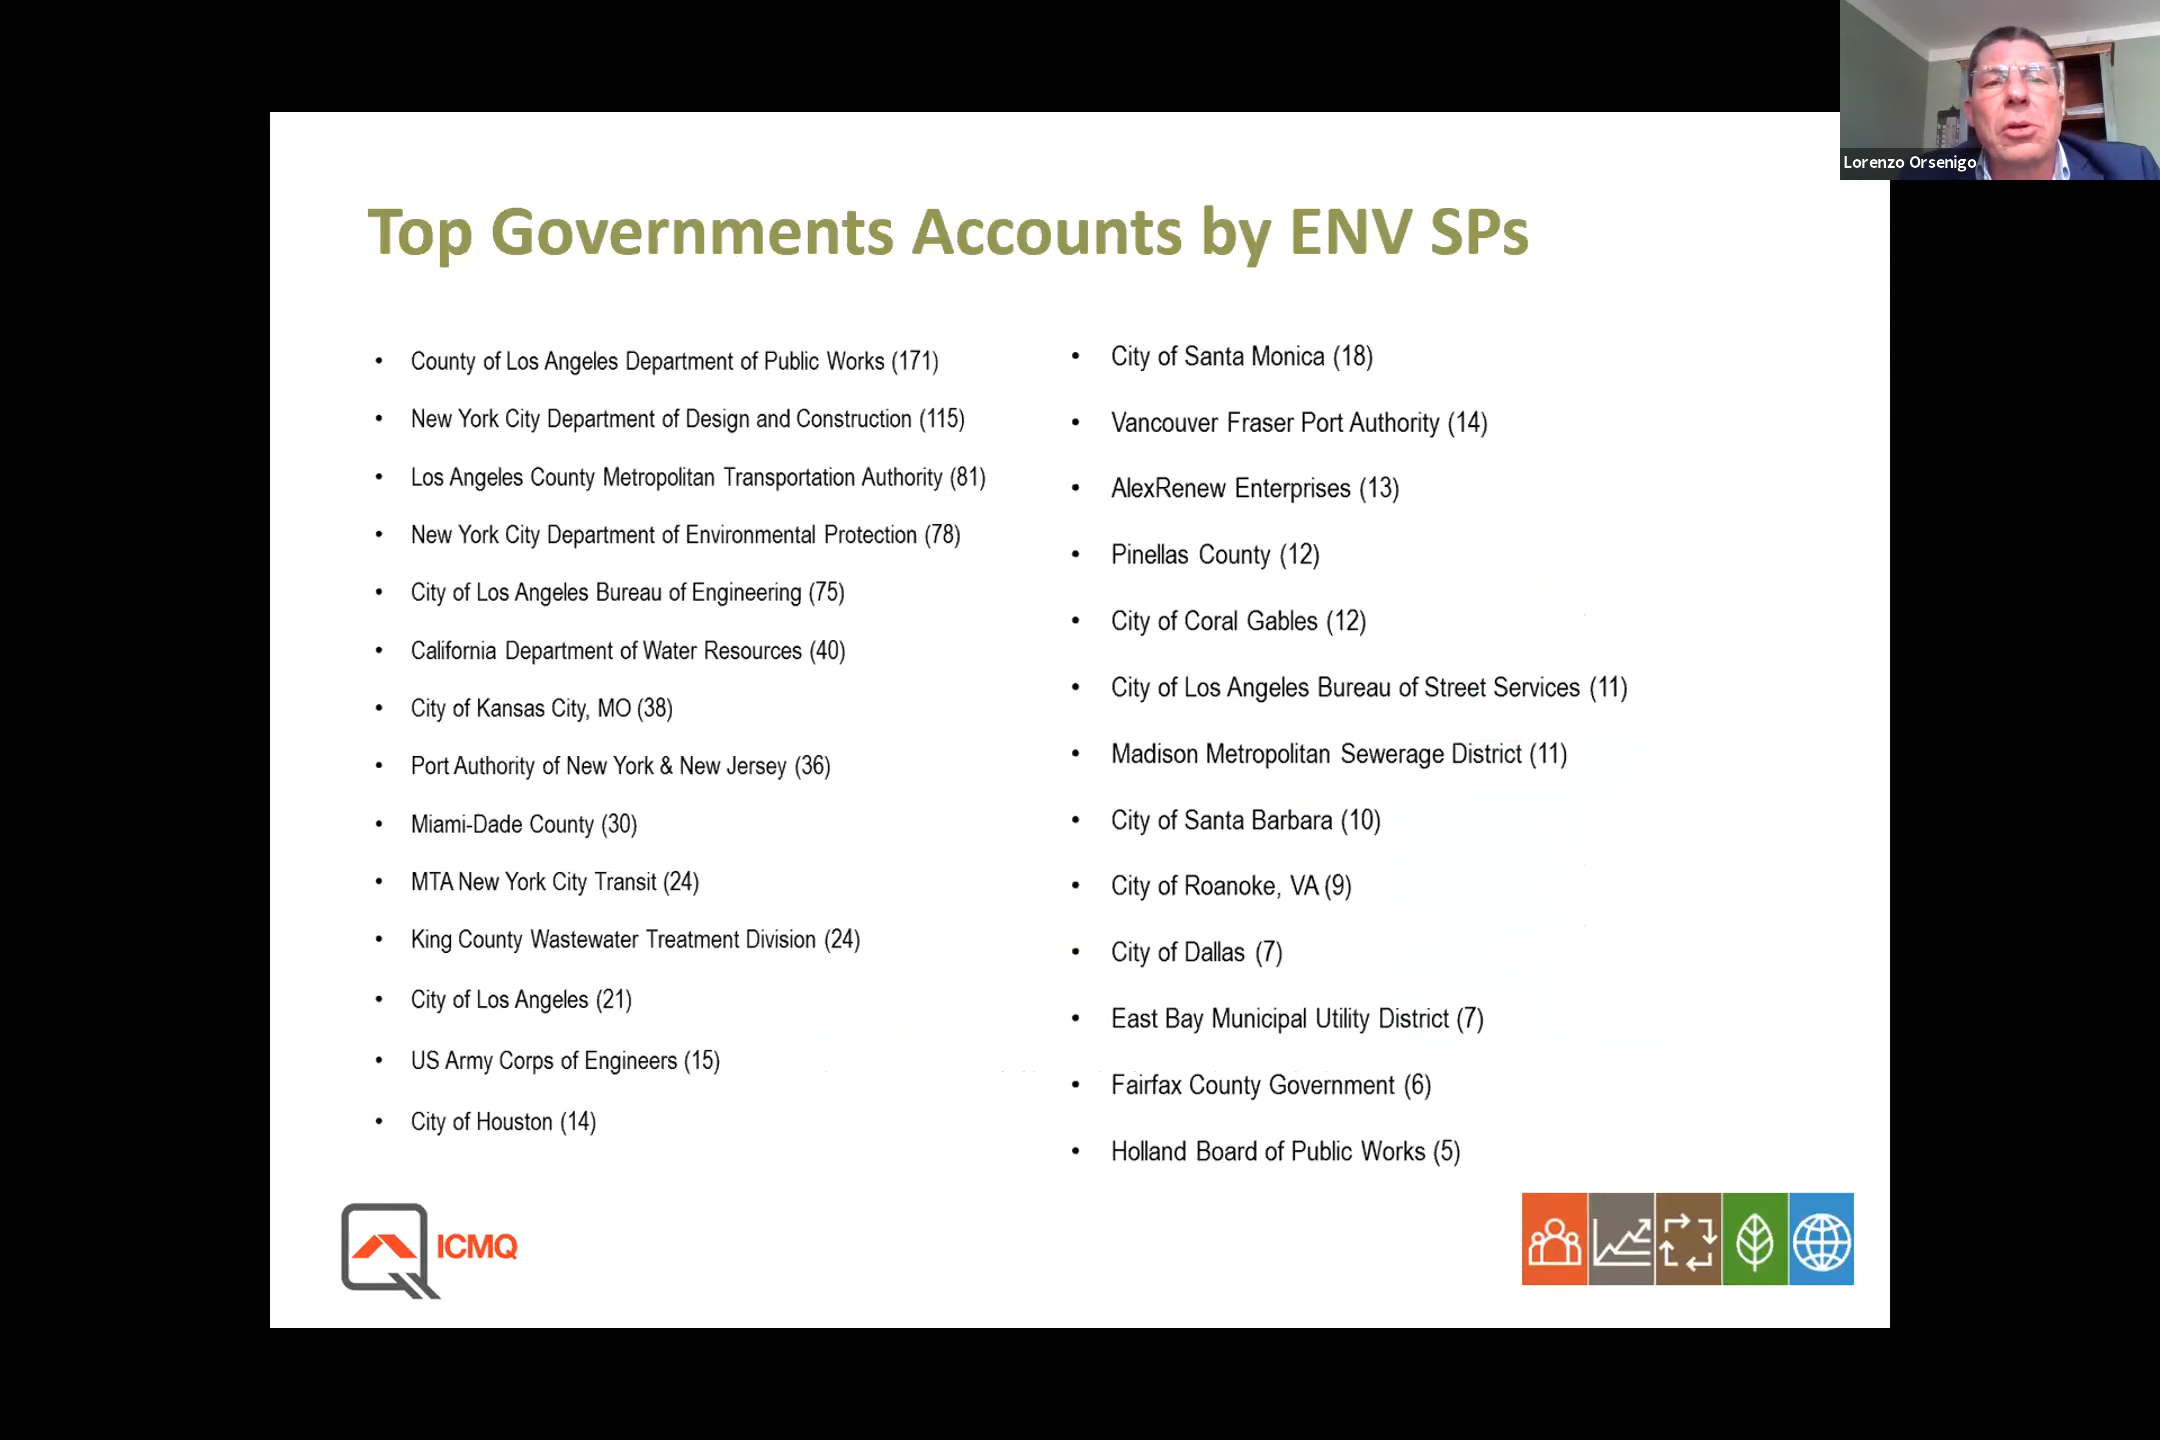 Lorenzo Orsenigo
Top Governments Accounts by ENV SPs
• County of Los Angeles Department of Public Works (171)
• New York City Department of Design and Construction (115)
• Los Angeles County Metropolitan Transportation Authority (81)
• New York City Department of Environmental Protection (78)
• City of Los Angeles Bureau of Engineering (75)
• California Department of Water Resources (40)
• City of Kansas City, MO (38)
• Port Authority of New York & New Jersey (36)
• Miami-Dade County (30)
• MTA New York City Transit (24)
• King County Wastewater Treatment Division (24)
• City of Los Angeles (21)
• US Army Corps of Engineers (15)
• City of Houston (14)
• City of Santa Monica (18)
• Vancouver Fraser Port Authority (14)
• AlexRenew Enterprises (13)
• Pinellas County (12)
• City of Coral Gables (12)
• City of Los Angeles Bureau of Street Services (11)
• Madison Metropolitan Sewerage District (11)
• City of Santa Barbara (10)
• City of Roanoke, VA (9)
• City of Dallas (7)
• East Bay Municipal Utility District (7)
• Fairfax County Government (6)
• Holland Board of Public Works (5)
ICMQ